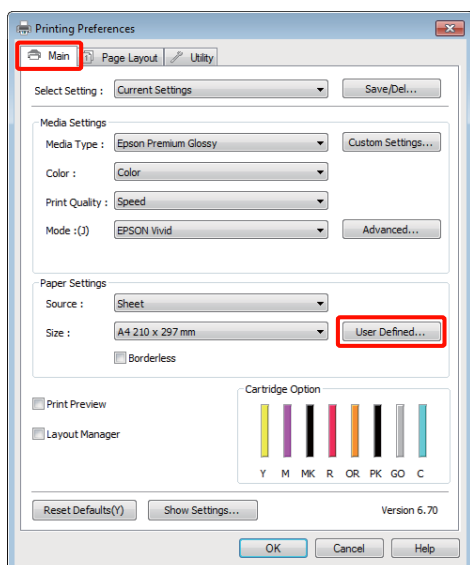 Printing Preferences
Main Page Layout Utility
Select Setting : Current Settings Save/Del...
Media Settings
Media Type : Epson Premium Glossy Custom Settings...
Color : Color
Print Quality : Speed
Mode :(J) EPSON Vivid Advanced...
Paper Settings
Source : Sheet
Size : A4 210 x 297 mm User Defined...
Borderless
Cartridge Option
Print Preview
Layout Manager
Y M MK R OR PK GO C
Reset Defaults(Y) Show Settings... Version 6.70
OK Cancel Help